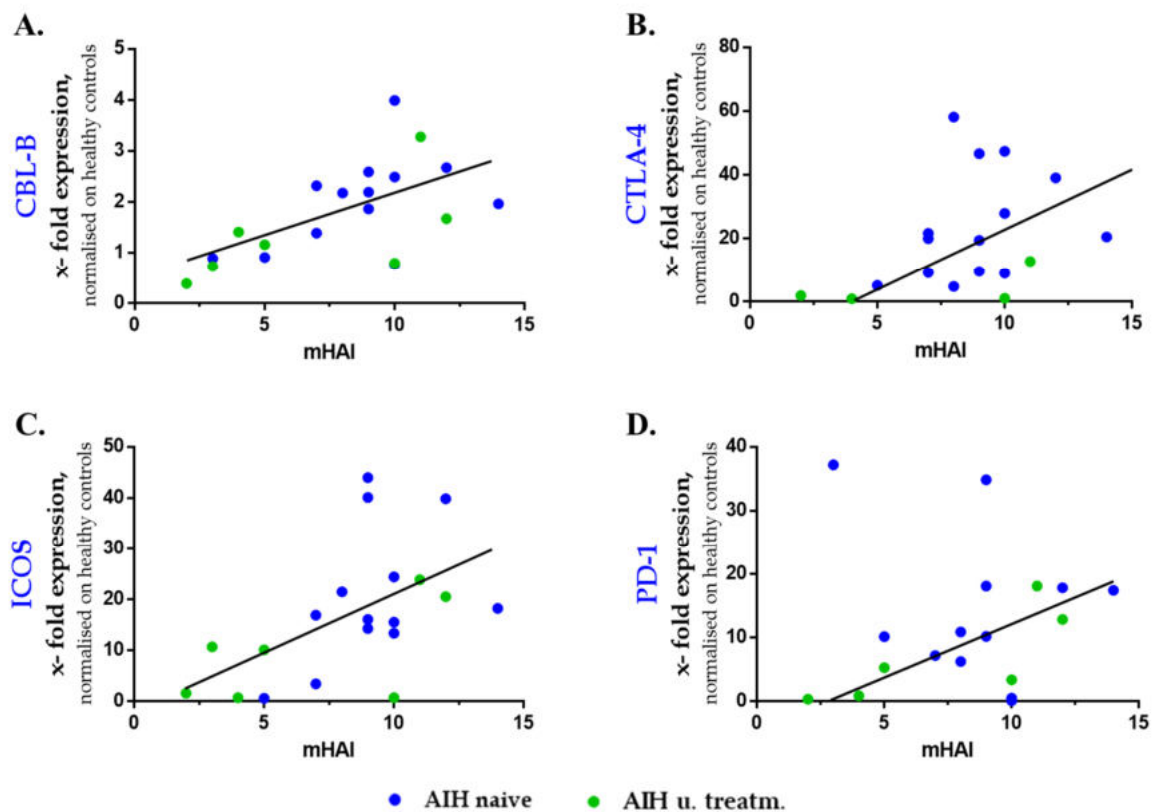 A.
CBL-B
x- fold expression,
normalised on healthy controls
5
4
3
2
1
0
0 5 10 15
mHAI
B.
CTLA-4
x- fold expression,
normalised on healthy controls
80
60
40
20
0
0 5 10 15
mHAI
C.
ICOS
x- fold expression,
normalised on healthy controls
50
40
30
20
10
0
0 5 10 15
mHAI
D.
PD-1
x- fold expression,
normalised on healthy controls
40
30
20
10
0
0 5 10 15
mHAI
AIH naive AIH u. treatm.